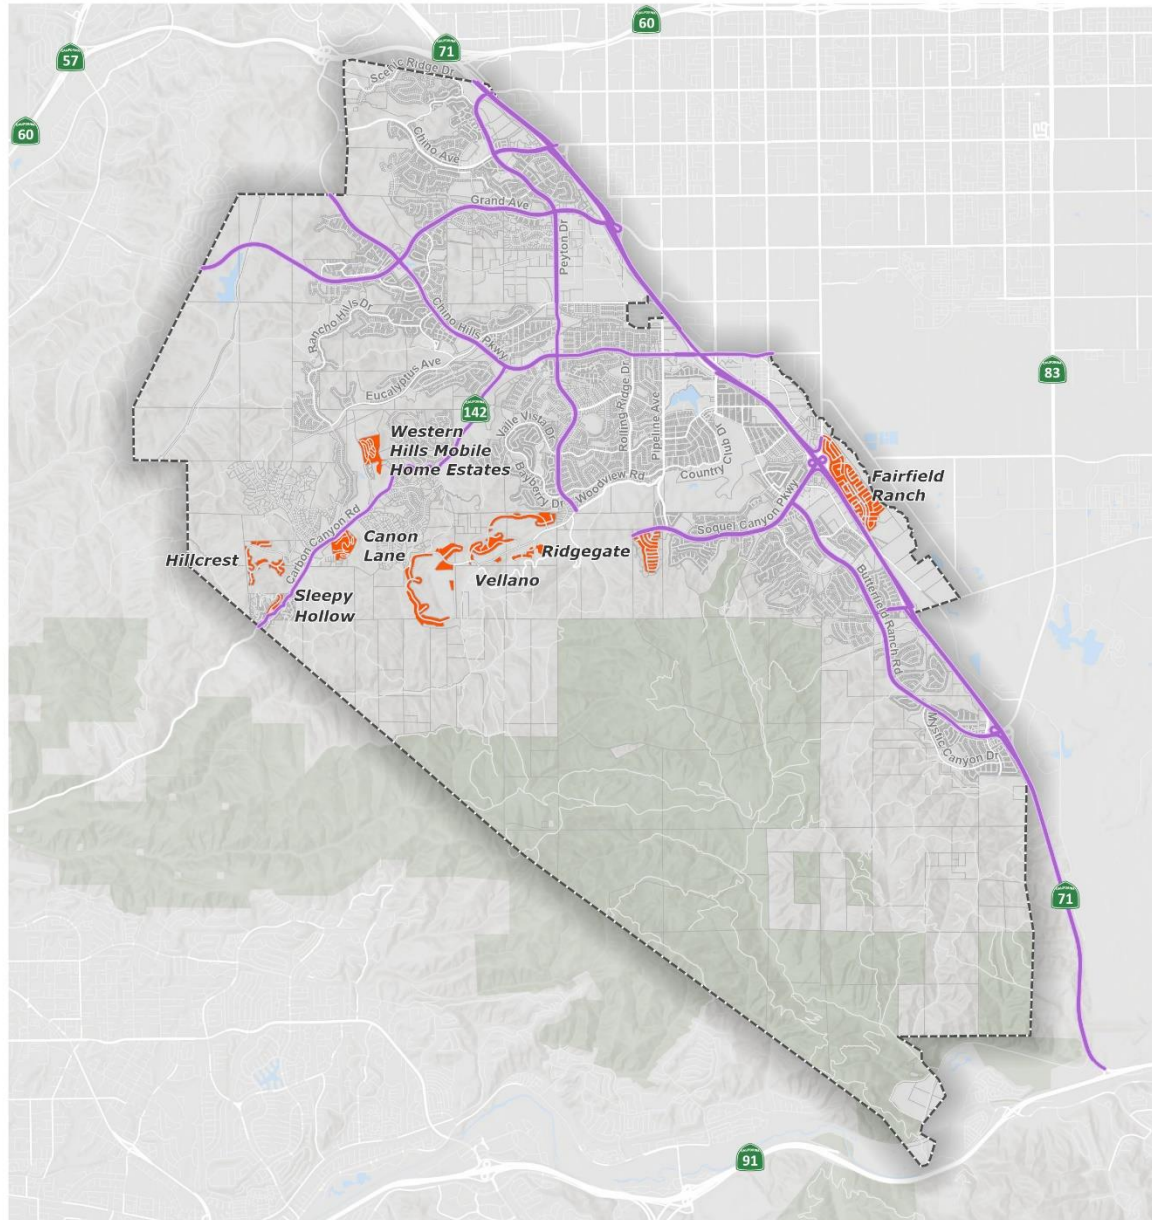 60
57
71
60
Scenic Ridge Dr
Chino Ave
Grand Ave
Peyton Dr
Rancho Hills Dr
Chino Hills Pkwy
Eucalyptus Ave
83
142
Rolling Ridge Dr
Pipeline Ave
Valle Vista Dr
Club Dr
Western
Hills Mobile
Home Estates
Bayberry
Dr
Woodview Rd
Country
Fairfield
Ranch
Soquel Canyon Pkwy
Carbon Canyon Rd
Canon
Lane
Ridgegate
Hillcrest
Vellano
Sleepy
Hollow
Butterfield Ranch Rd
Mystic Canyon Dr
71
91